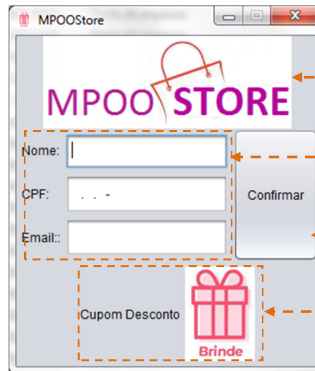 MPOOStore
MPOO STORE
Nome:
CPF: . . -
Confirmar
Email::
Cupom Desconto
Brinde